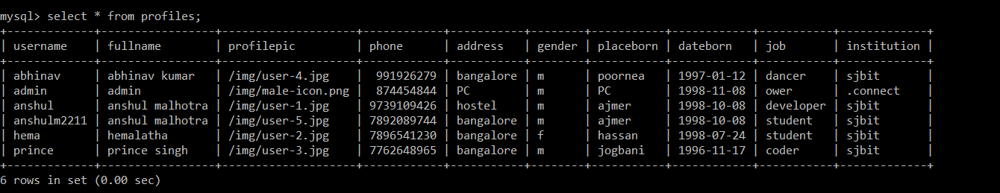 mysql> select * from profiles;
+-------------+-----------------+--------------------+------------+-----------+--------+-----------+------------+-----------+-------------+
| username    | fullname        | profilepic         | phone      | address   | gender | placeborn | dateborn   | job       | institution |
+-------------+-----------------+--------------------+------------+-----------+--------+-----------+------------+-----------+-------------+
| abhinav     | abhinav kumar   | /img/user-4.jpg    |  991926279 | bangalore | m      | poornea   | 1997-01-12 | dancer    | sjbit       |
| admin       | admin           | /img/male-icon.png |  874454844 | PC        | m      | PC        | 1998-11-08 | ower      | .connect    |
| anshul      | anshul malhotra | /img/user-1.jpg    | 9739109426 | hostel    | m      | ajmer     | 1998-10-08 | developer | sjbit       |
| anshulm2211 | anshul malhotra | /img/user-5.jpg    | 7892089744 | bangalore | m      | ajmer     | 1998-10-08 | student   | sjbit       |
| hema        | hemalatha       | /img/user-2.jpg    | 7896541230 | bangalore | f      | hassan    | 1998-07-24 | student   | sjbit       |
| prince      | prince singh    | /img/user-3.jpg    | 7762648965 | bangalore | m      | jogbani   | 1996-11-17 | coder     | sjbit       |
+-------------+-----------------+--------------------+------------+-----------+--------+-----------+------------+-----------+-------------+
6 rows in set (0.00 sec)